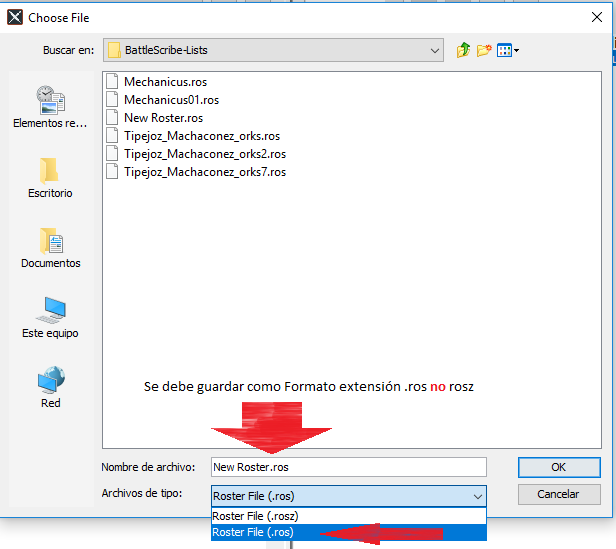 Choose File
Buscar en:
BattleScribe-Lists
Elementos re...
Escritorio
Documentos
Este equipo
Red
Mechanicus.ros
Mechanicus01.ros
New Roster.ros
Tipejoz_Machaconez_orks.ros
Tipejoz_Machaconez_orks2.ros
Tipejoz_Machaconez_orks7.ros
Se debe guardar como Formato extensión .ros no rosz
Nombre de archivo:
New Roster.ros
OK
Archivos de tipo:
Roster File (.ros)
Cancelar
Roster File (.rosz)
Roster File (.ros)